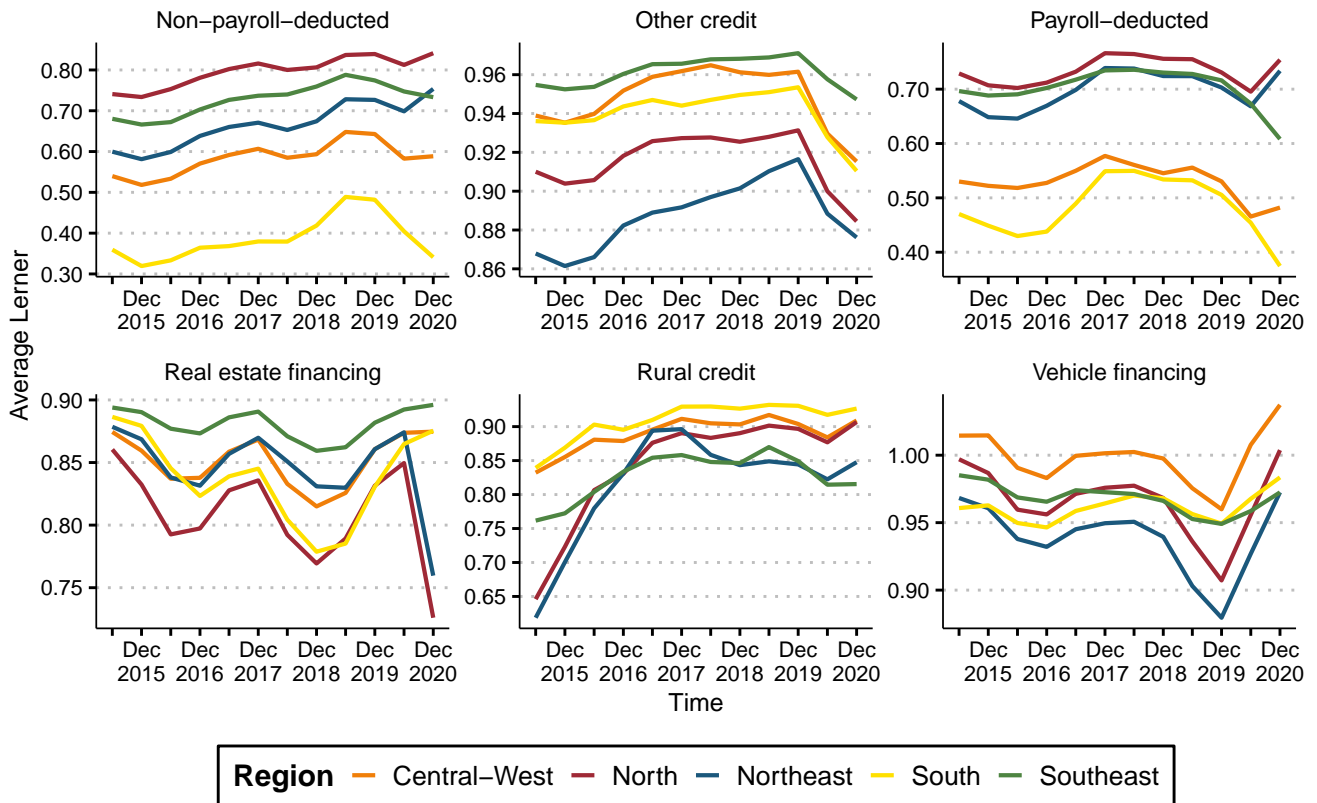 Non−payroll−deducted
Other credit
Payroll−deducted
0.80
0.70
0.60
0.50
0.40
0.30
0.96
0.94
0.92
0.90
0.88
0.86
0.70
0.60
0.50
0.40
Dec Dec Dec Dec Dec Dec
2015 2016 2017 2018 2019 2020
Dec Dec Dec Dec Dec Dec
2015 2016 2017 2018 2019 2020
Dec Dec Dec Dec Dec Dec
2015 2016 2017 2018 2019 2020
Average Lerner
Real estate financing
Rural credit
Vehicle financing
0.90
0.85
0.80
0.75
0.90
0.85
0.80
0.75
0.70
0.65
1.00
0.95
0.90
Dec Dec Dec Dec Dec Dec
2015 2016 2017 2018 2019 2020
Dec Dec Dec Dec Dec Dec
2015 2016 2017 2018 2019 2020
Dec Dec Dec Dec Dec Dec
2015 2016 2017 2018 2019 2020
Time
Region Central−West North Northeast South Southeast